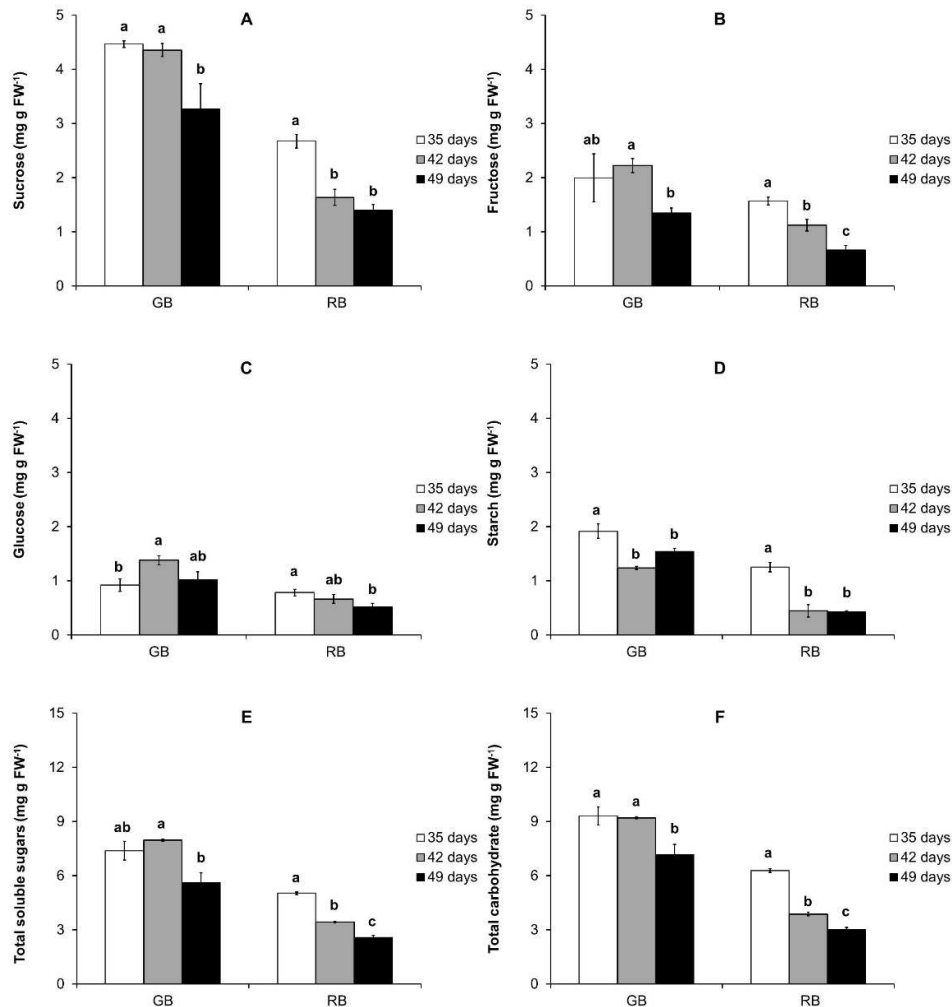 A
5
4
3
2
1
0
Sucrose (mg g FW⁻¹)
a
a
b
a
b
b
GB
RB
35 days
42 days
49 days
B
5
4
3
2
1
0
Fructose (mg g FW⁻¹)
ab
a
b
a
b
c
GB
RB
35 days
42 days
49 days
C
5
4
3
2
1
0
Glucose (mg g FW⁻¹)
b
a
ab
a
ab
b
GB
RB
35 days
42 days
49 days
D
5
4
3
2
1
0
Starch (mg g FW⁻¹)
a
b
b
a
b
b
GB
RB
35 days
42 days
49 days
E
15
12
9
6
3
0
Total soluble sugars (mg g FW⁻¹)
ab
a
b
a
b
c
GB
RB
35 days
42 days
49 days
F
15
12
9
6
3
0
Total carbohydrate (mg g FW⁻¹)
a
a
b
a
b
c
GB
RB
35 days
42 days
49 days